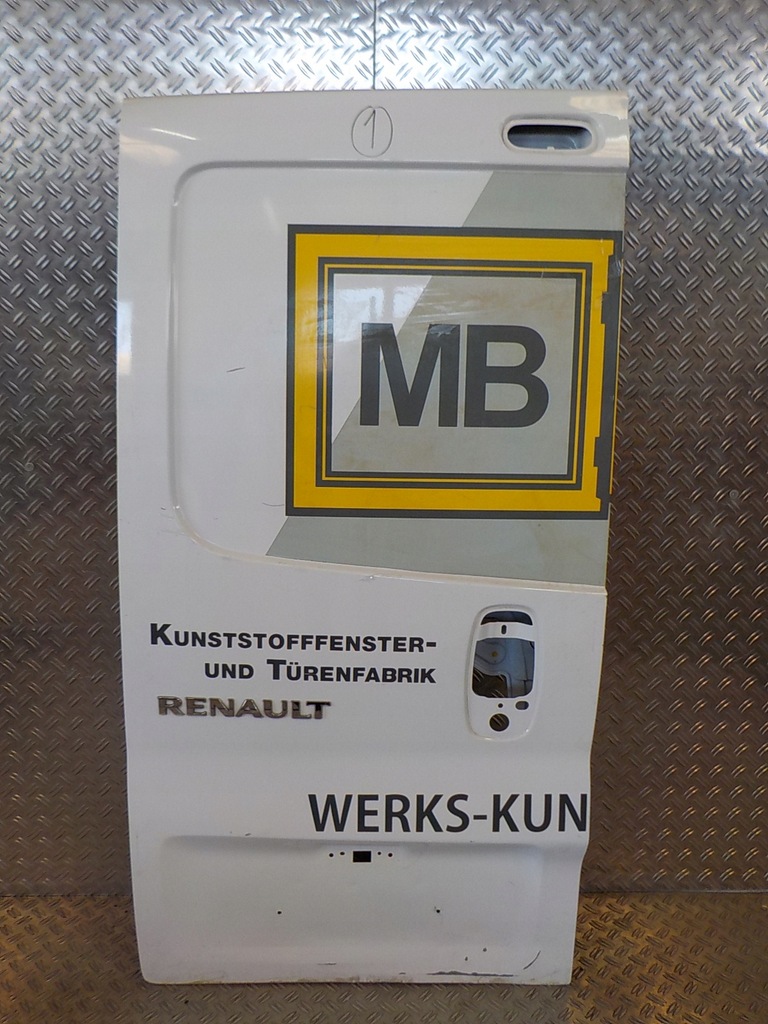 1
MB
KUNSTSTOFFFENSTER-
UND TÜRENFABRIK
RENAULT
WERKS-KUN